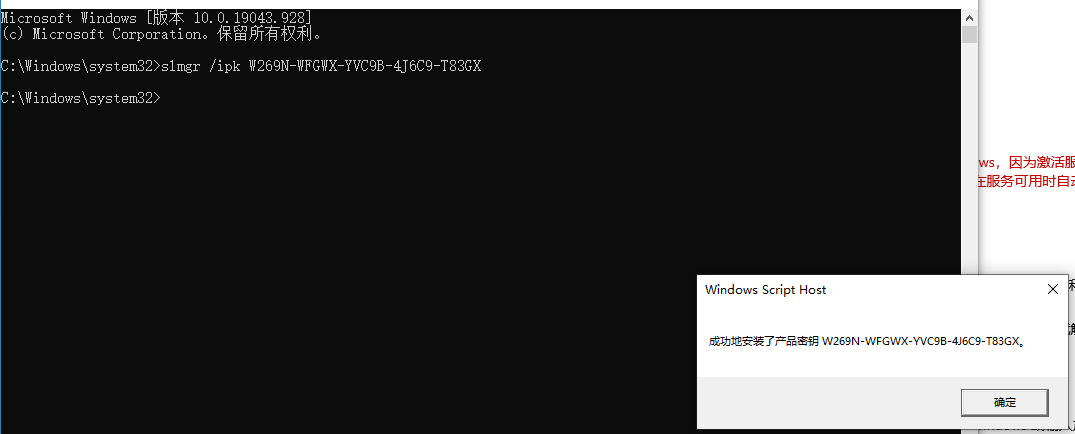 Microsoft Windows [版本 10.0.19043.928]
(c) Microsoft Corporation。保留所有权利。
C:\Windows\system32>slmgr /ipk W269N-WFGWX-YVC9B-4J6C9-T83GX
C:\Windows\system32>
ws，因为激活服
在服务可用时自动
Windows Script Host
成功地安装了产品密钥 W269N-WFGWX-YVC9B-4J6C9-T83GX。
确定